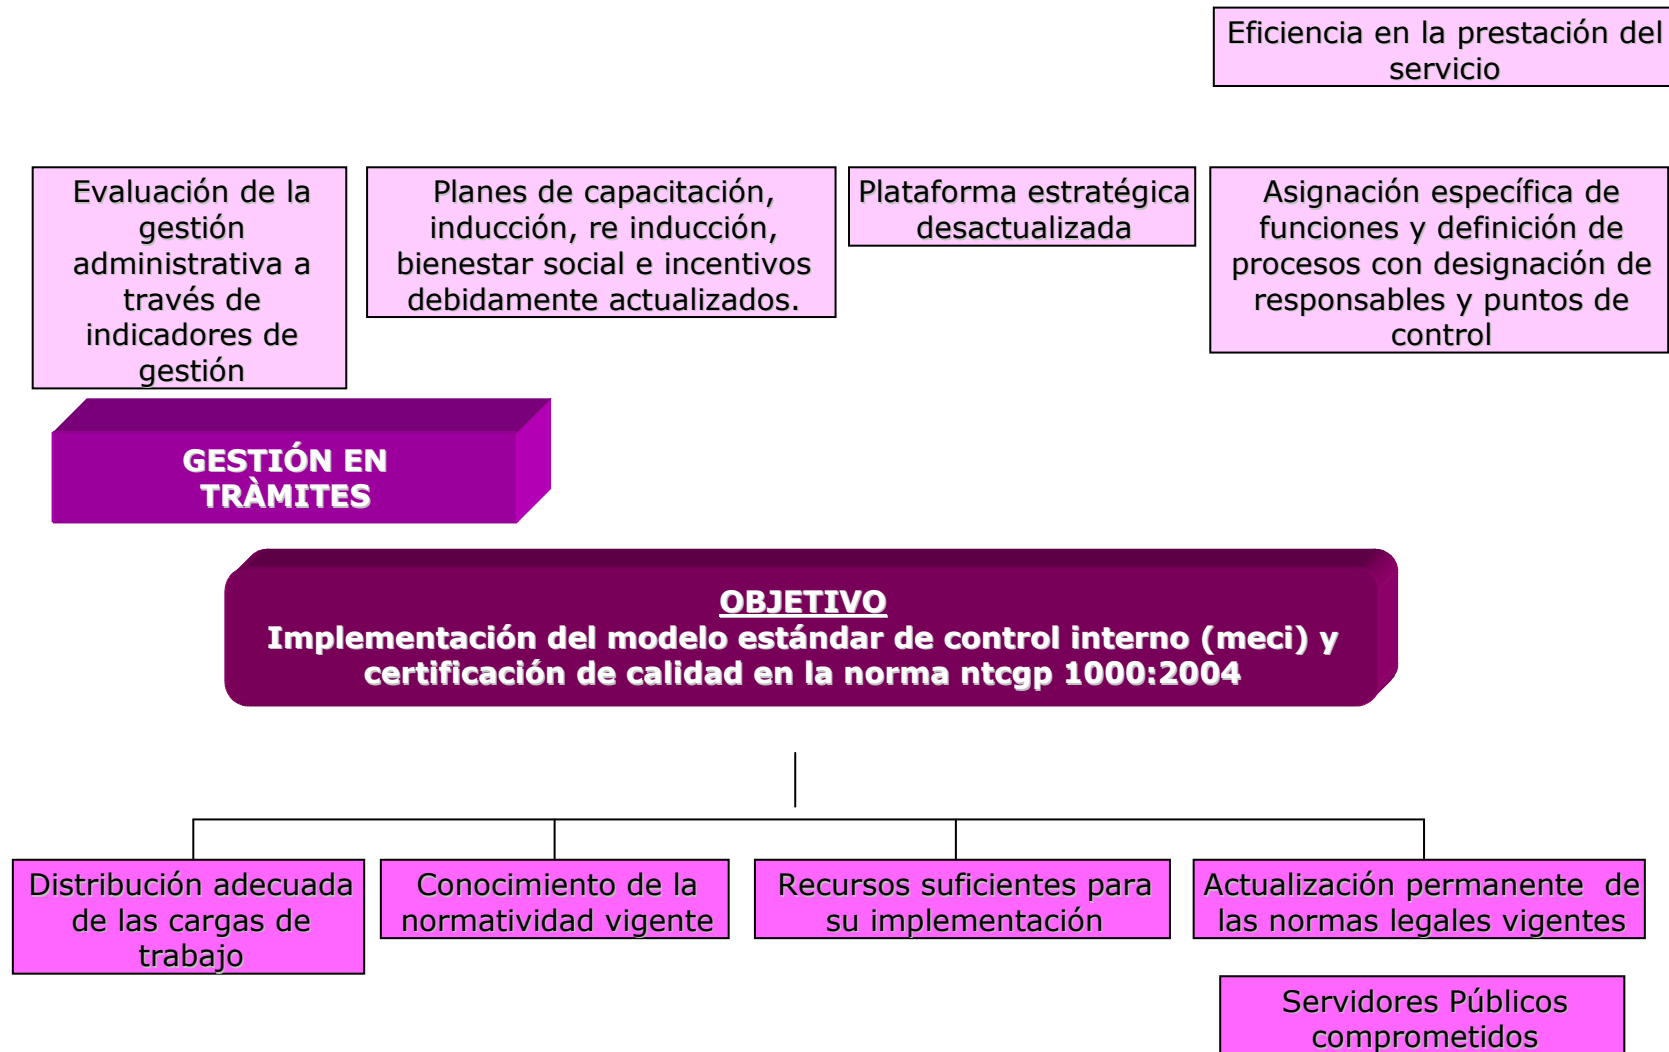 Eficiencia en la prestación del
servicio
Evaluación de la
gestión
administrativa a
través de
indicadores de
gestión
Planes de capacitación,
inducción, re inducción,
bienestar social e incentivos
debidamente actualizados.
Plataforma estratégica
desactualizada
Asignación específica de
funciones y definición de
procesos con designación de
responsables y puntos de
control
GESTIÓN EN
TRÀMITES
OBJETIVO
Implementación del modelo estándar de control interno (meci) y
certificación de calidad en la norma ntcgp 1000:2004
Distribución adecuada
de las cargas de
trabajo
Conocimiento de la
normatividad vigente
Recursos suficientes para
su implementación
Actualización permanente  de
las normas legales vigentes
Servidores Públicos
comprometidos